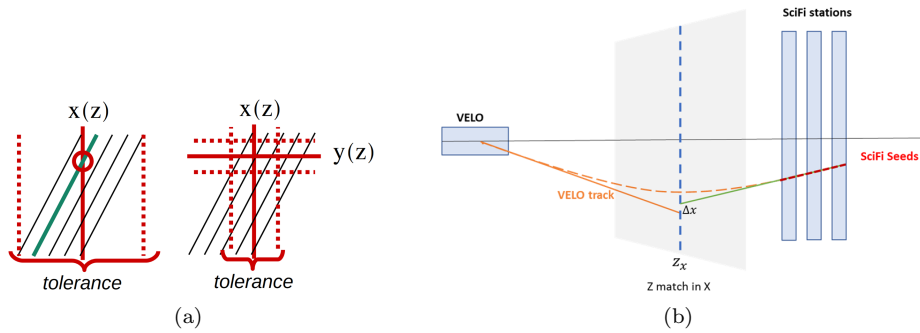 x(z)
tolerance
x(z)
y(z)
tolerance
(a)
SciFi stations
VELO
SciFi Seeds
VELO track
Δx
z_x
Z match in X
(b)